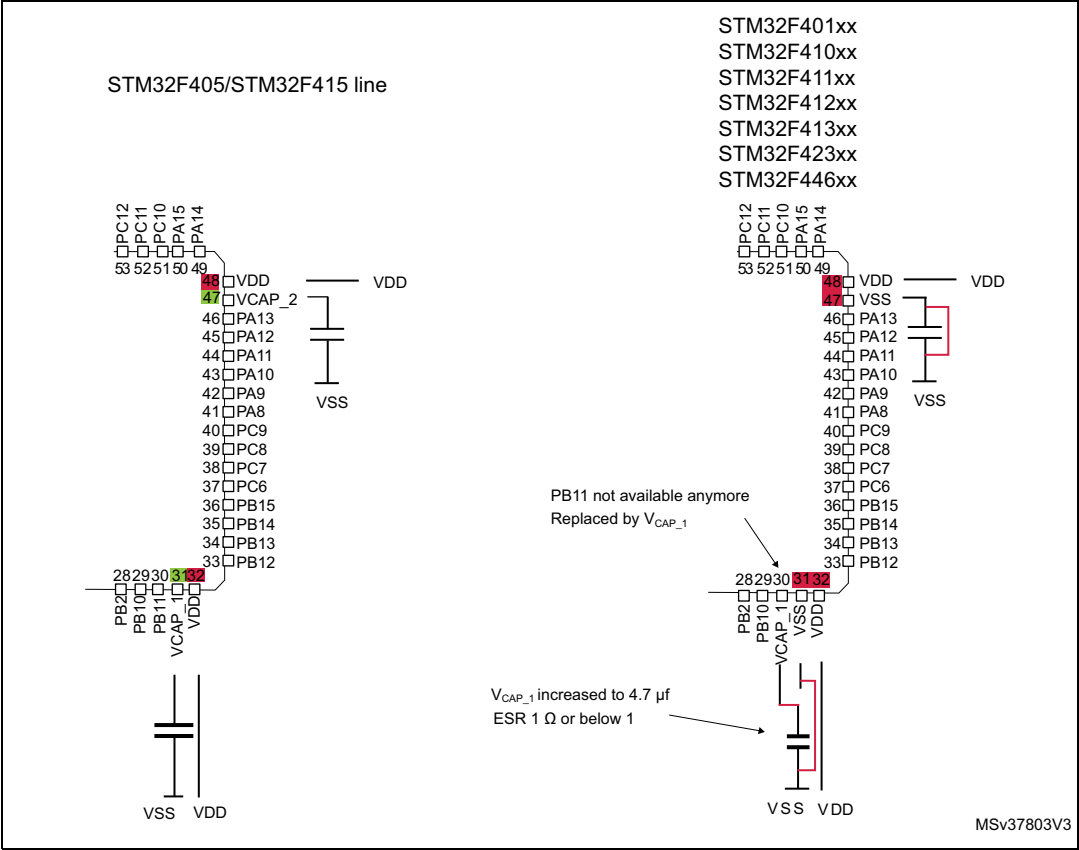 STM32F405/STM32F415 line
PC12
PC11
PC10
PA15
PA14
53 52 51 50 49
48 VDD
VDD
47 VCAP_2
46 PA13
45 PA12
44 PA11
43 PA10
42 PA9
41 PA8
40 PC9
39 PC8
38 PC7
37 PC6
36 PB15
35 PB14
34 PB13
33 PB12
VSS
28 29 30 31 32
PB2
PB10
PB11
VCAP_1
VDD
VSS VDD
STM32F401xx
STM32F410xx
STM32F411xx
STM32F412xx
STM32F413xx
STM32F423xx
STM32F446xx
PC12
PC11
PC10
PA15
PA14
53 52 51 50 49
48 VDD
VDD
47 VSS
46 PA13
45 PA12
44 PA11
43 PA10
42 PA9
41 PA8
40 PC9
39 PC8
38 PC7
37 PC6
36 PB15
35 PB14
34 PB13
33 PB12
VSS
PB11 not available anymore
Replaced by VCAP_1
28 29 30 31 32
PB2
PB10
VCAP_1
VSS
VDD
VCAP_1 increased to 4.7 µf
ESR 1 Ω or below 1
VSS VDD
MSv37803V3